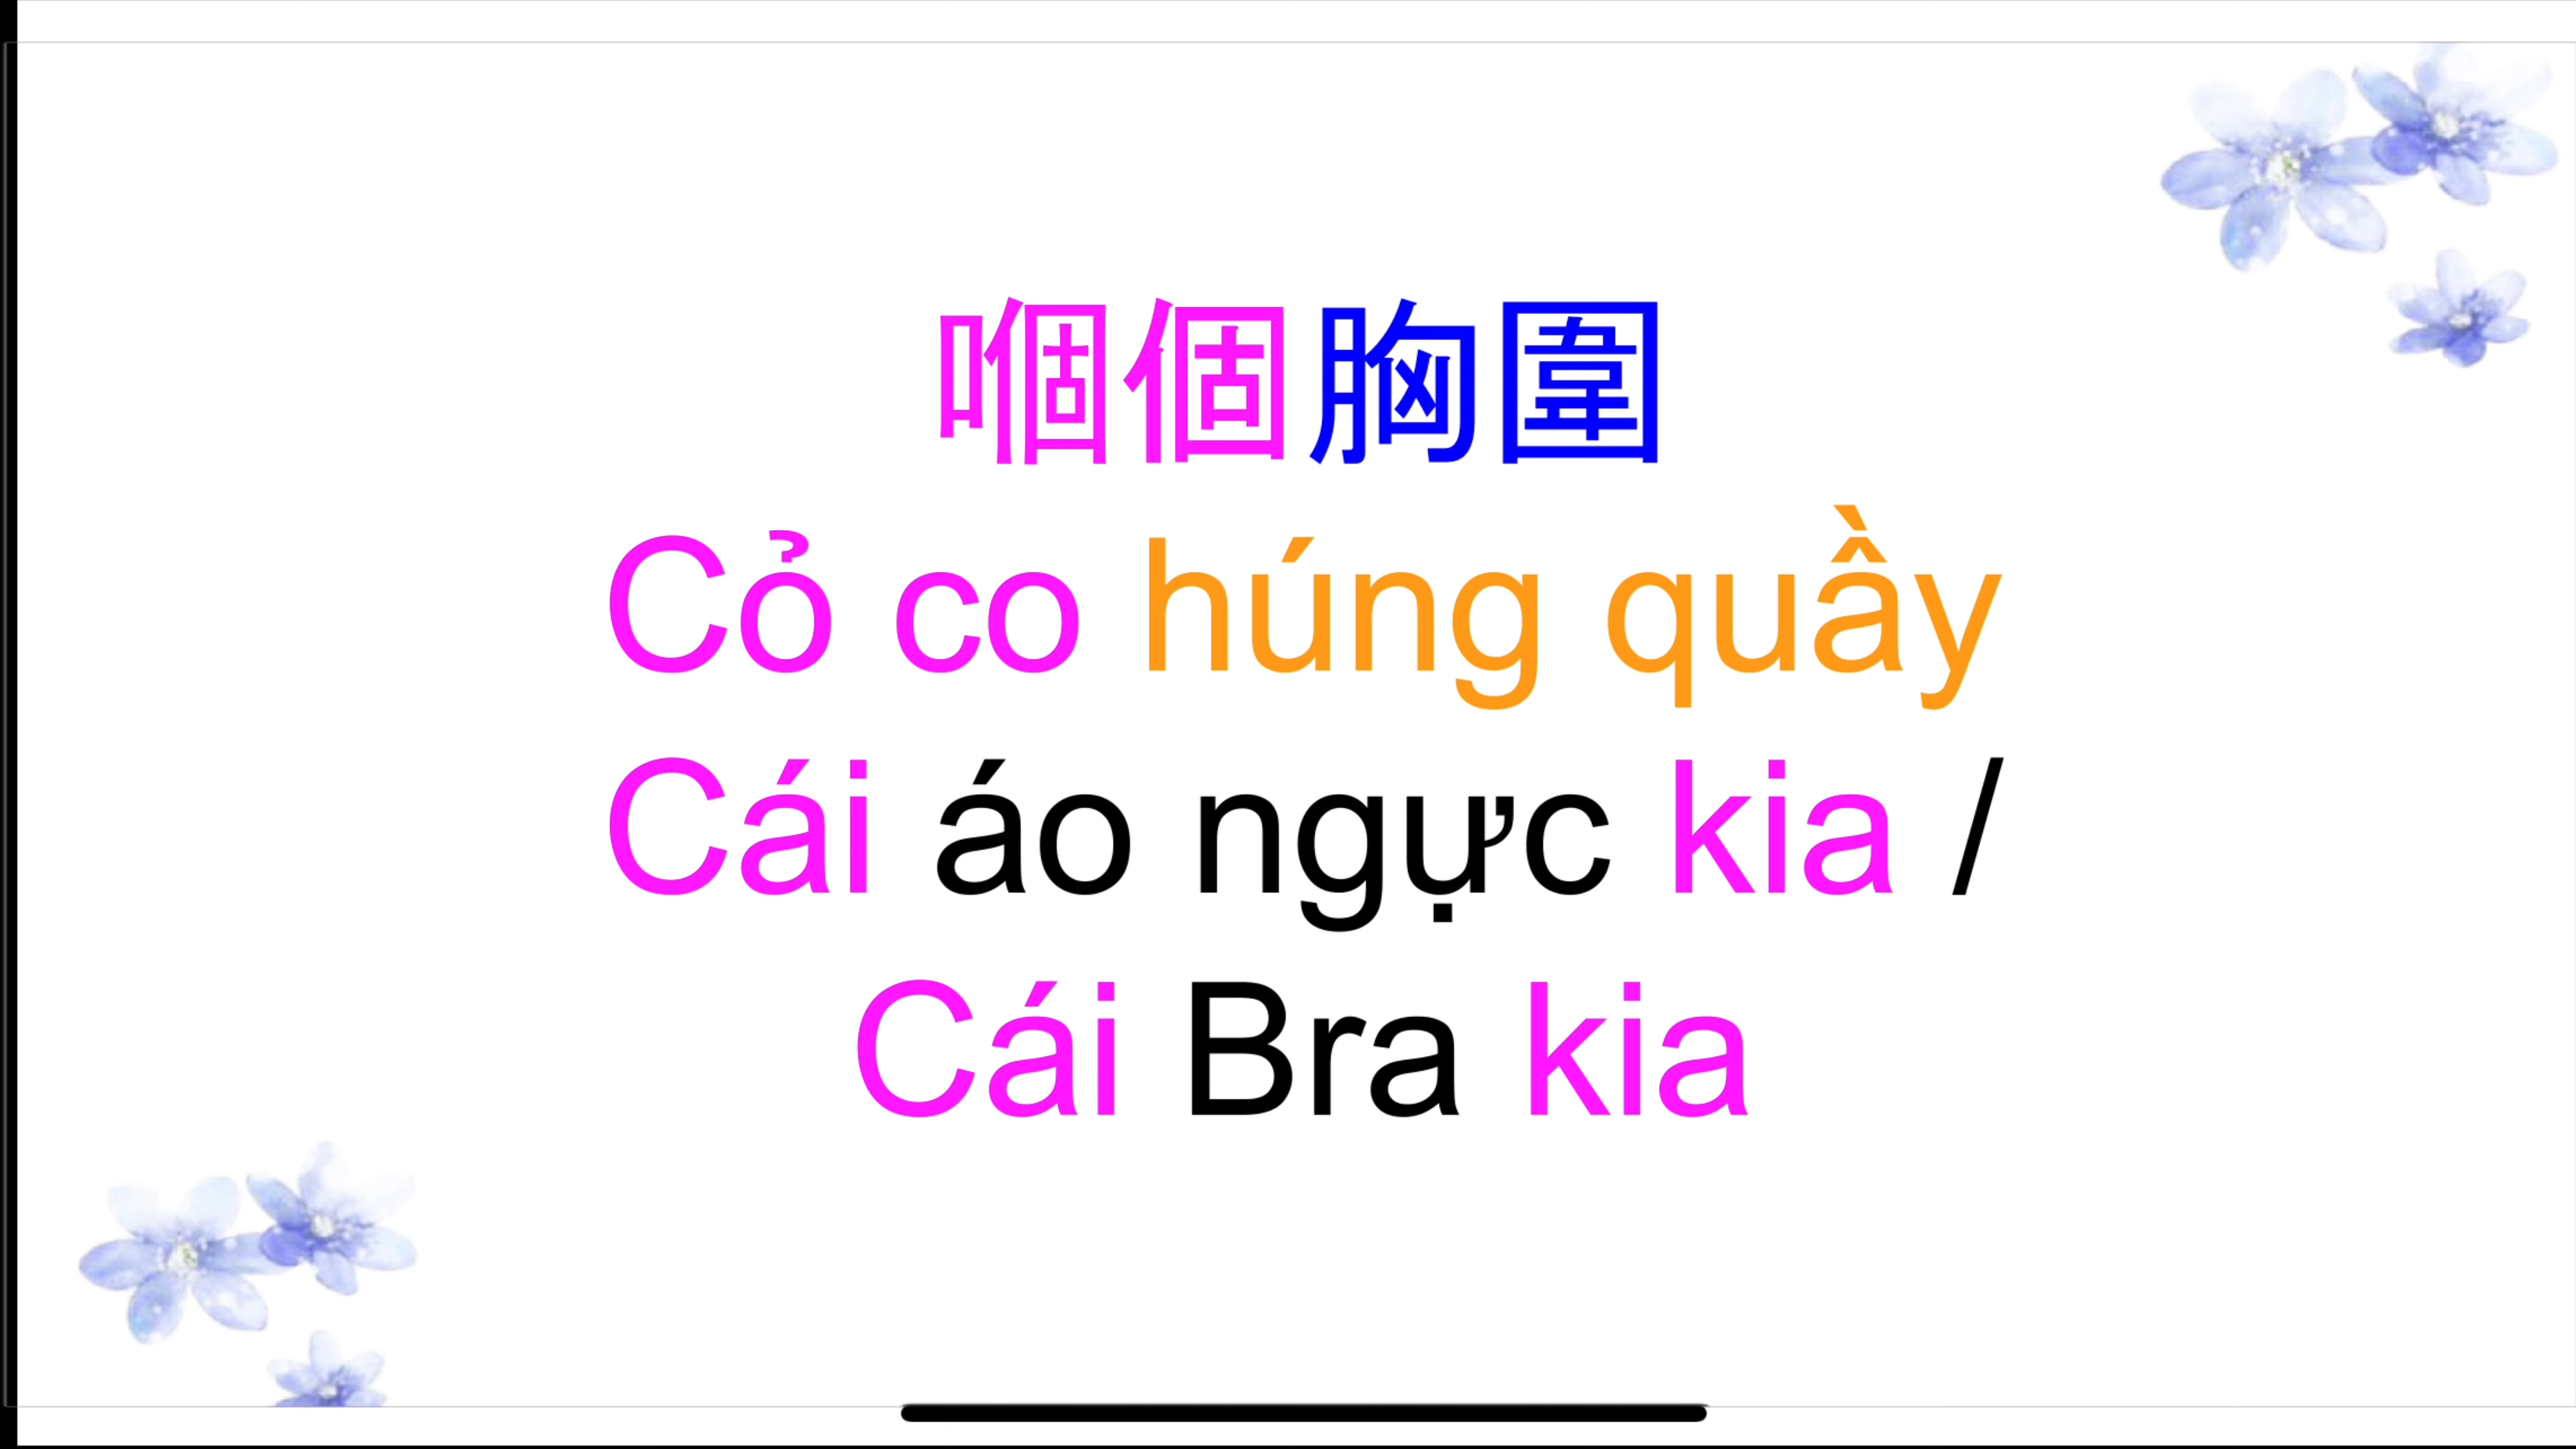 嗰個胸圍
Cỏ co húng quầy
Cái áo ngực kia /
Cái Bra kia